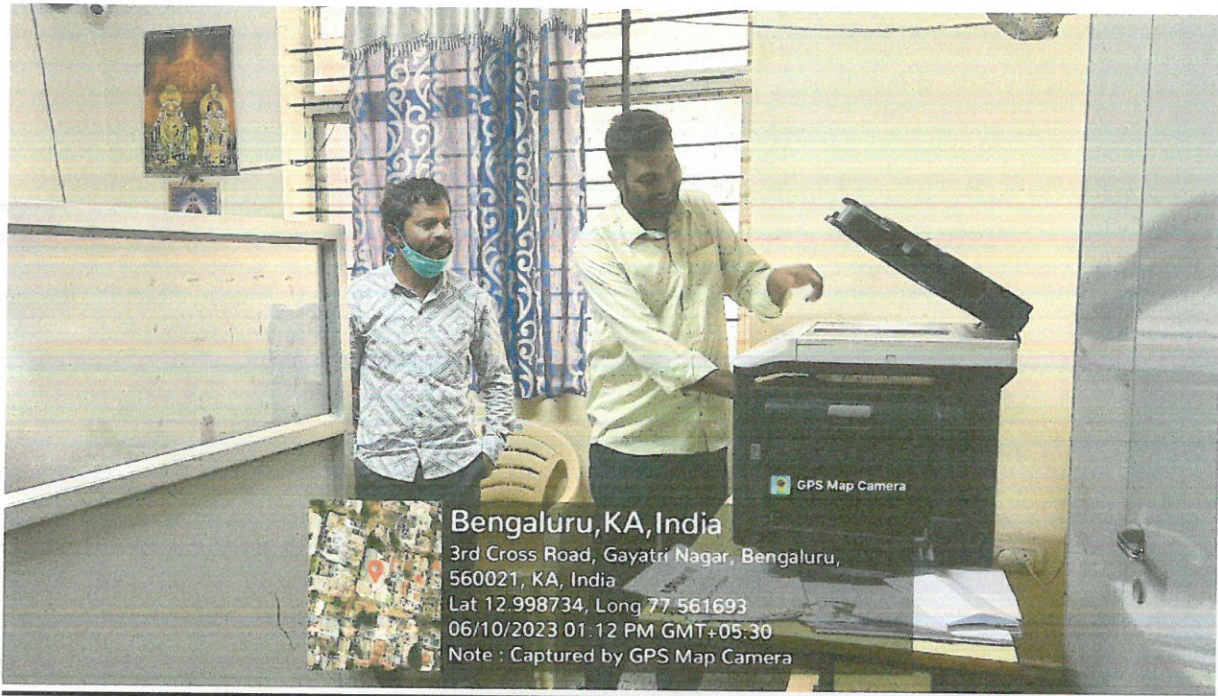 GPS Map Camera
Bengaluru,KA,India
3rd Cross Road, Gayatri Nagar, Bengaluru,
560021, KA, India
Lat 12.998734, Long 77.561693
06/10/2023 01:12 PM GMT+05:30
Note : Captured by GPS Map Camera